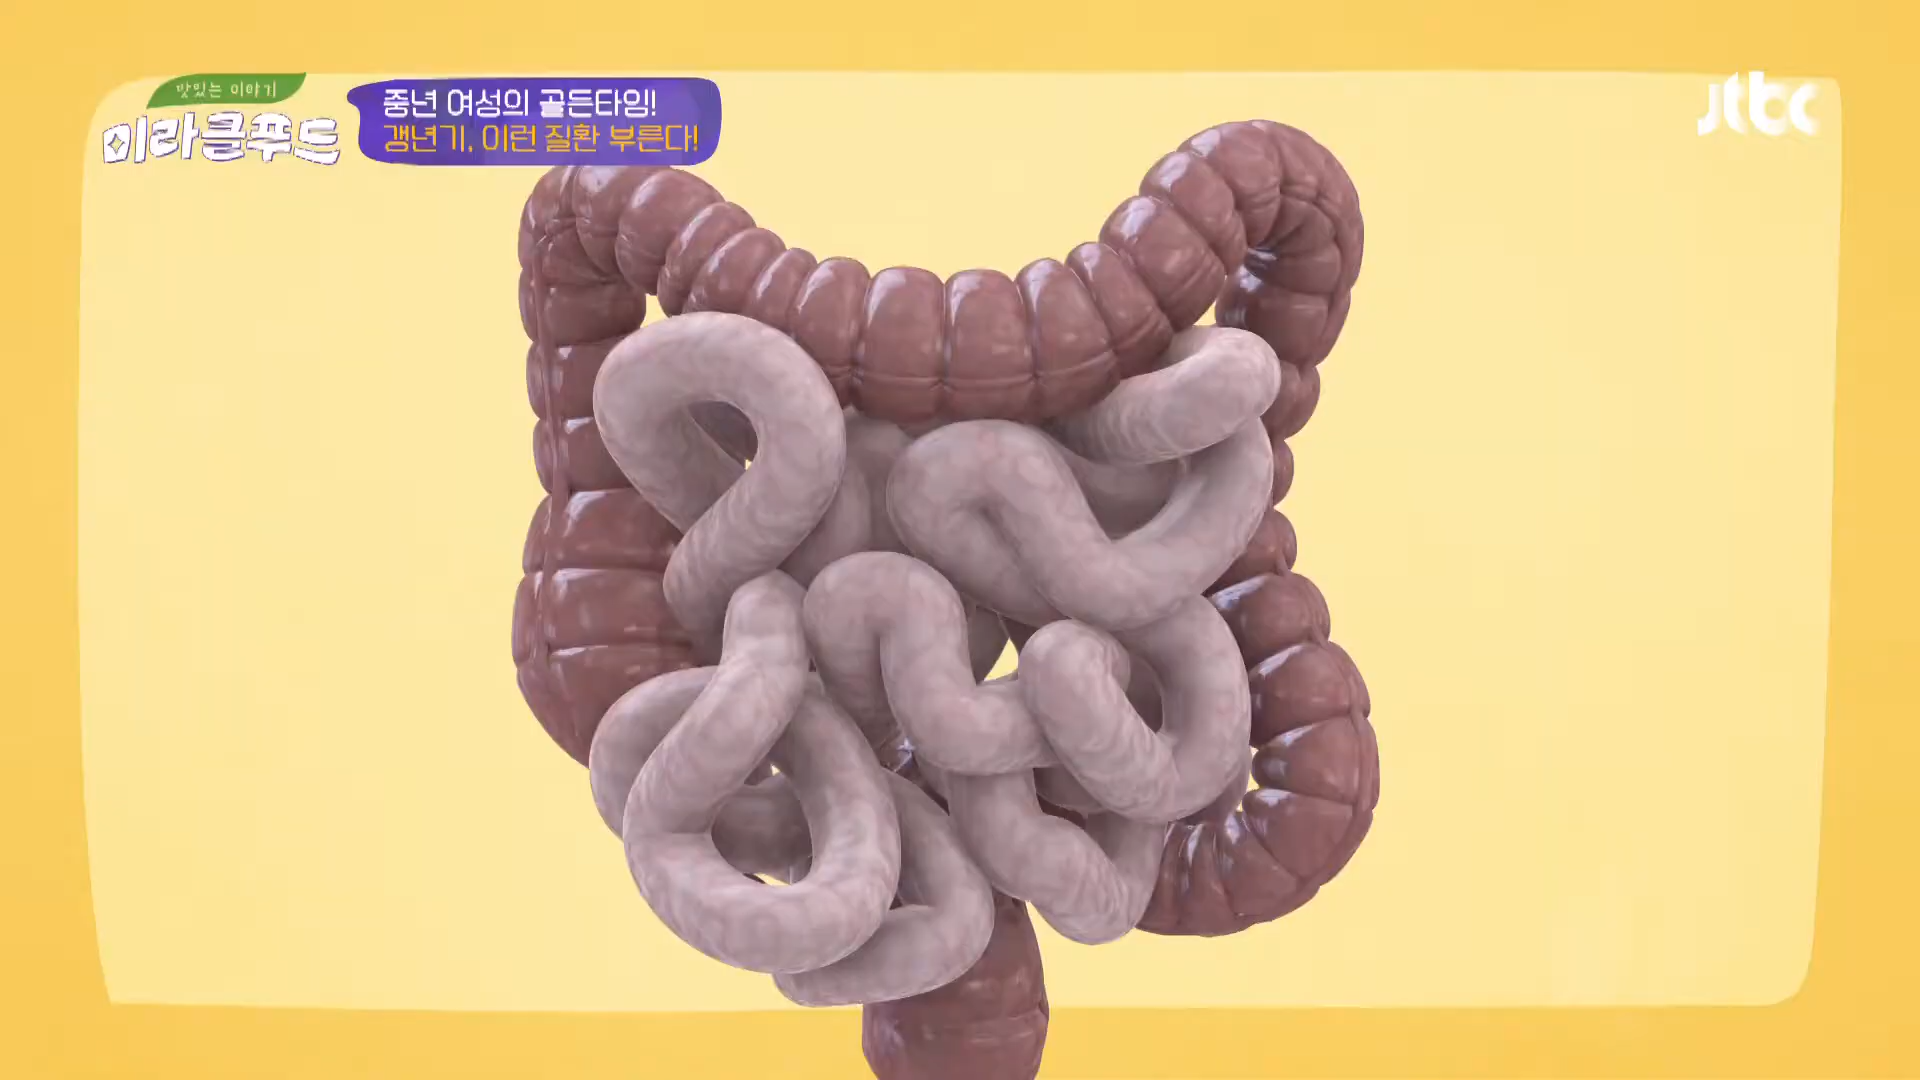 맛있는 이야기
미라클푸드
중년 여성의 골든타임!
갱년기, 이런 질환 부른다!
jtbc